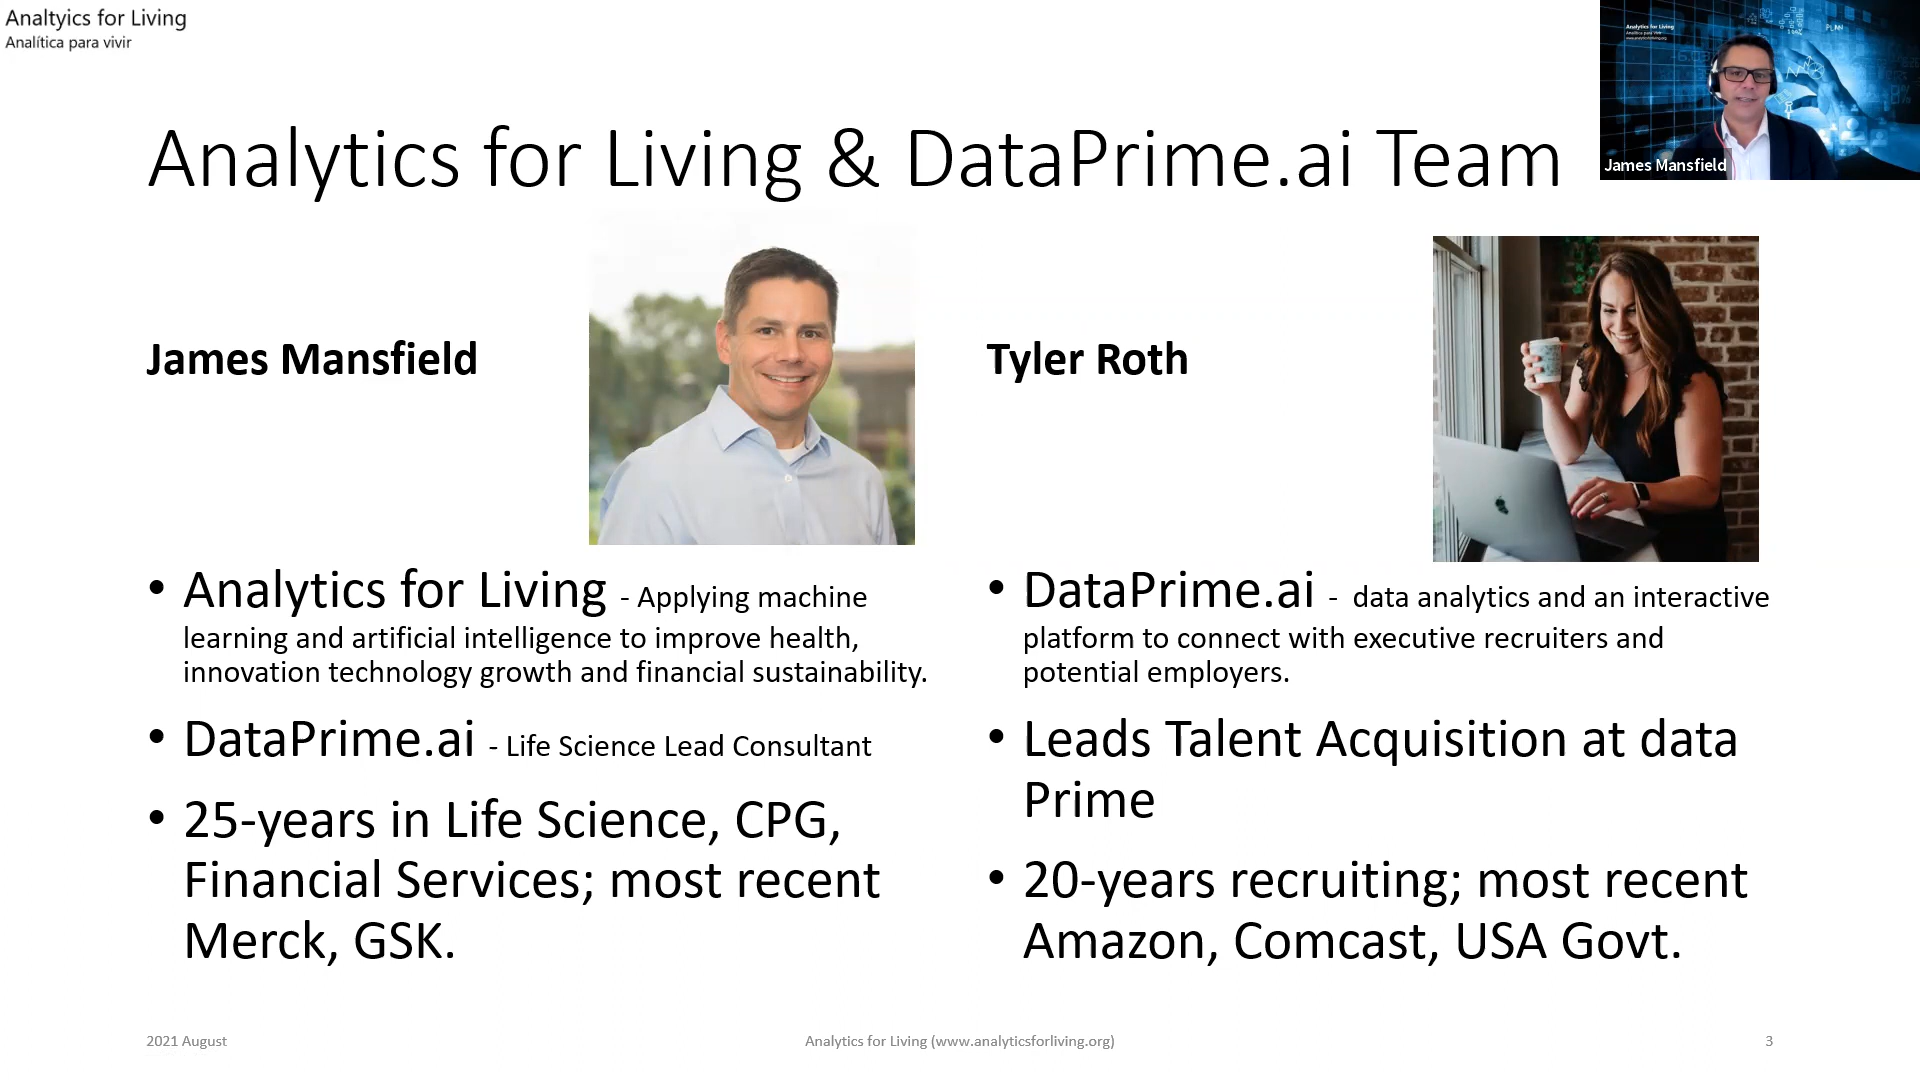 Analtyics for Living
Analítica para vivir
Analytics for Living
PLAN
James Mansfield
Analytics for Living & DataPrime.ai Team
James Mansfield
• Analytics for Living - Applying machine
learning and artificial intelligence to improve health,
innovation technology growth and financial sustainability.
• DataPrime.ai - Life Science Lead Consultant
• 25-years in Life Science, CPG,
Financial Services; most recent
Merck, GSK.
Tyler Roth
• DataPrime.ai -  data analytics and an interactive
platform to connect with executive recruiters and
potential employers.
• Leads Talent Acquisition at data
Prime
• 20-years recruiting; most recent
Amazon, Comcast, USA Govt.
2021 August
Analytics for Living (www.analyticsforliving.org)
3